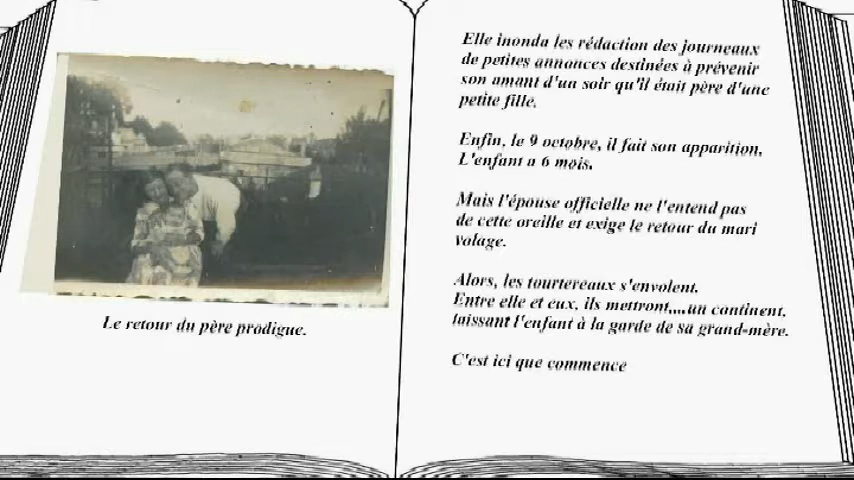 Le retour du père prodigue.
Elle inonda les rédaction des journeaux
de petites annonces destinées à prévenir
son amant d'un soir qu'il était père d'une
petite fille.
Enfin, le 9 octobre, il fait son apparition,
L'enfant a 6 mois.
Mais l'épouse officielle ne l'entend pas
de cette oreille et exige le retour du mari
volage.
Alors, les tourtereaux s'envolent.
Entre elle et eux, ils mettront,...un continent,
laissant l'enfant à la garde de sa grand-mère.
C'est ici que commence